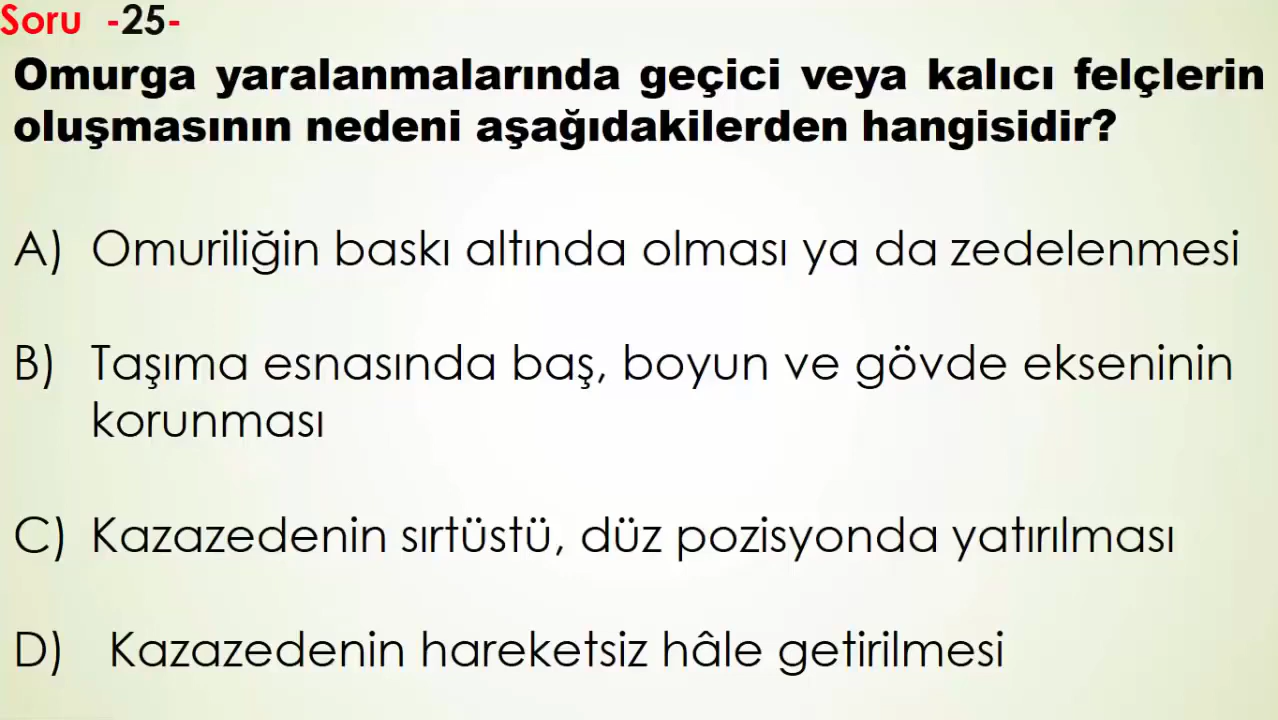 Soru -25-
Omurga yaralanmalarında geçici veya kalıcı felçlerin
oluşmasının nedeni aşağıdakilerden hangisidir?
A) Omuriliğin baskı altında olması ya da zedelenmesi
B) Taşıma esnasında baş, boyun ve gövde ekseninin
korunması
C) Kazazedenin sırtüstü, düz pozisyonda yatırılması
D) Kazazedenin hareketsiz hâle getirilmesi